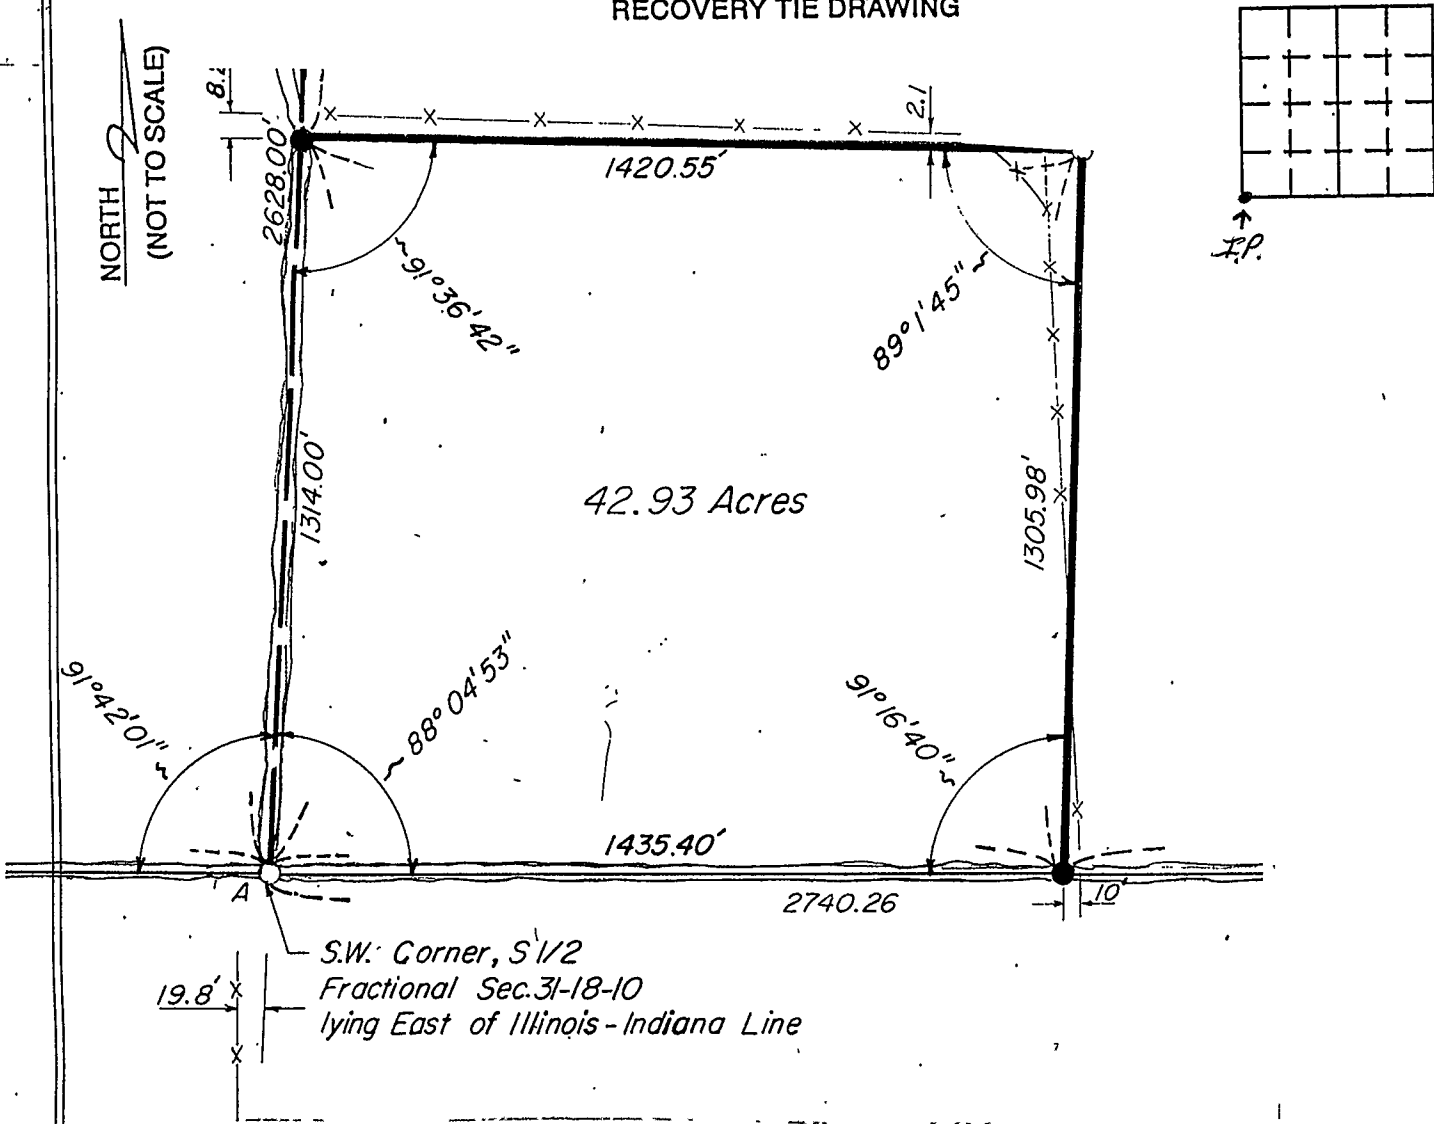 RECOVERY TIE DRAWING
NORTH
(NOT TO SCALE)
2628.00'
2.1
1420.55'
I.P.
91°36'42"
89°1'45"
1314.00'
42.93 Acres
1305.98'
91°42'01"
88°04'53"
91°16'40"
1435.40'
A
2740.26
10'
S.W. Corner, S 1/2
19.8'
Fractional Sec. 31-18-10
lying East of Illinois-Indiana Line